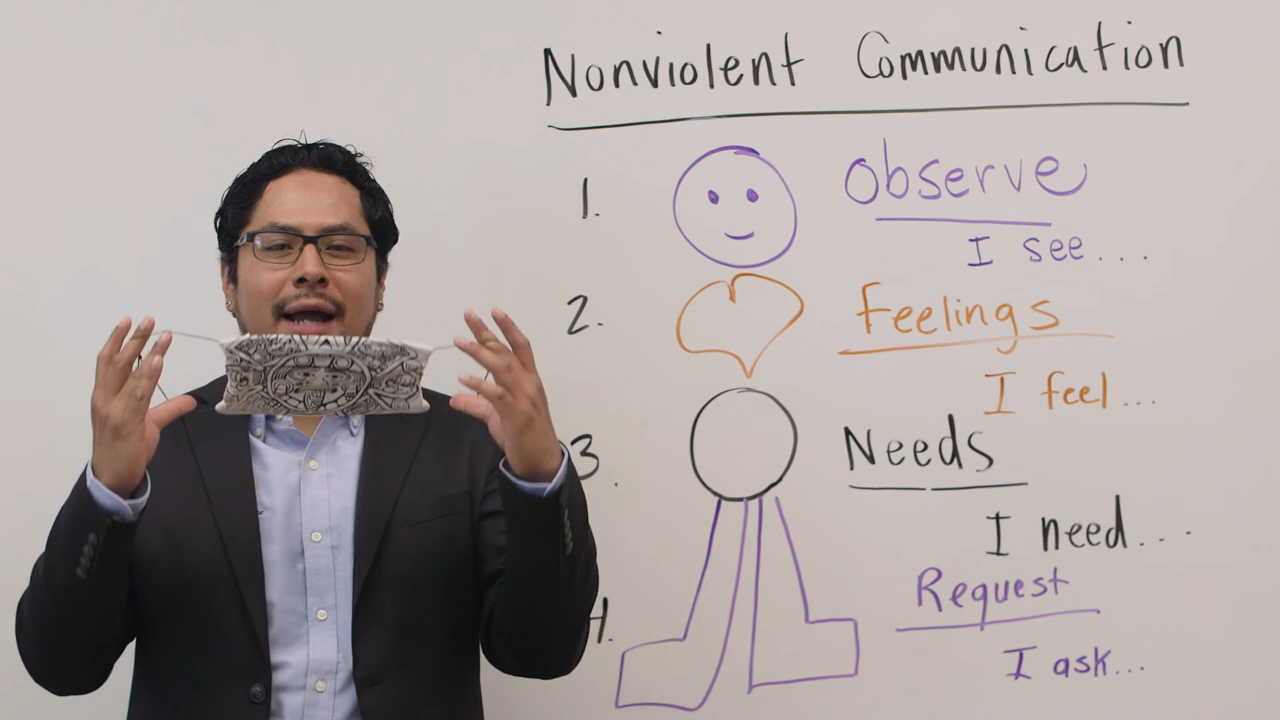 Nonviolent Communication
1. Observe
I see...
2. Feelings
I feel...
3. Needs
I need...
4. Request
I ask...